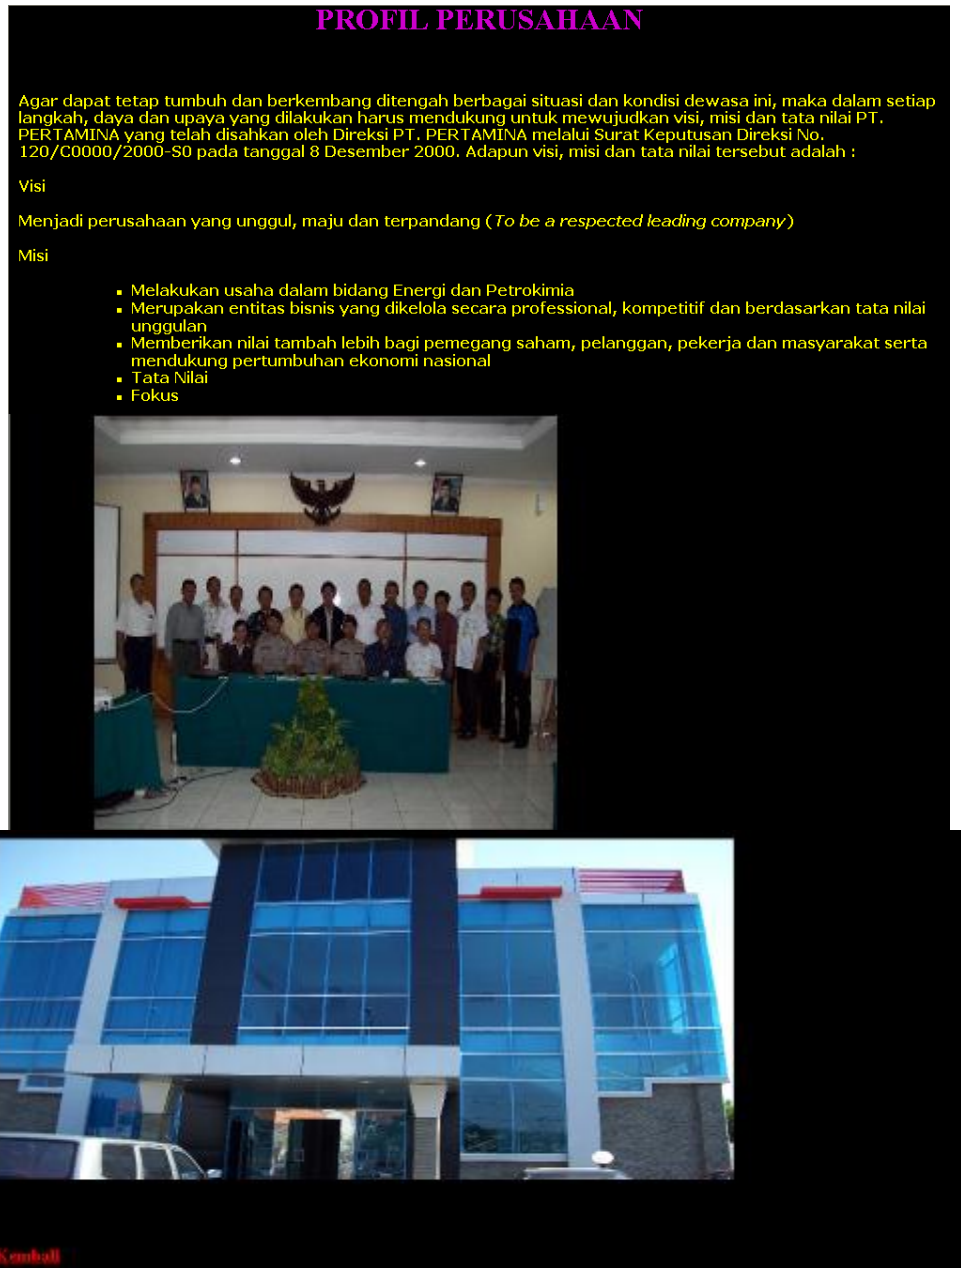 PROFIL PERUSAHAAN
Agar dapat tetap tumbuh dan berkembang ditengah berbagai situasi dan kondisi dewasa ini, maka dalam setiap
langkah, daya dan upaya yang dilakukan harus mendukung untuk mewujudkan visi, misi dan tata nilai PT.
PERTAMINA yang telah disahkan oleh Direksi PT. PERTAMINA melalui Surat Keputusan Direksi No.
120/C0000/2000-S0 pada tanggal 8 Desember 2000. Adapun visi, misi dan tata nilai tersebut adalah :
Visi
Menjadi perusahaan yang unggul, maju dan terpandang (To be a respected leading company)
Misi
▪ Melakukan usaha dalam bidang Energi dan Petrokimia
▪ Merupakan entitas bisnis yang dikelola secara professional, kompetitif dan berdasarkan tata nilai
unggulan
▪ Memberikan nilai tambah lebih bagi pemegang saham, pelanggan, pekerja dan masyarakat serta
mendukung pertumbuhan ekonomi nasional
▪ Tata Nilai
▪ Fokus
Kembali